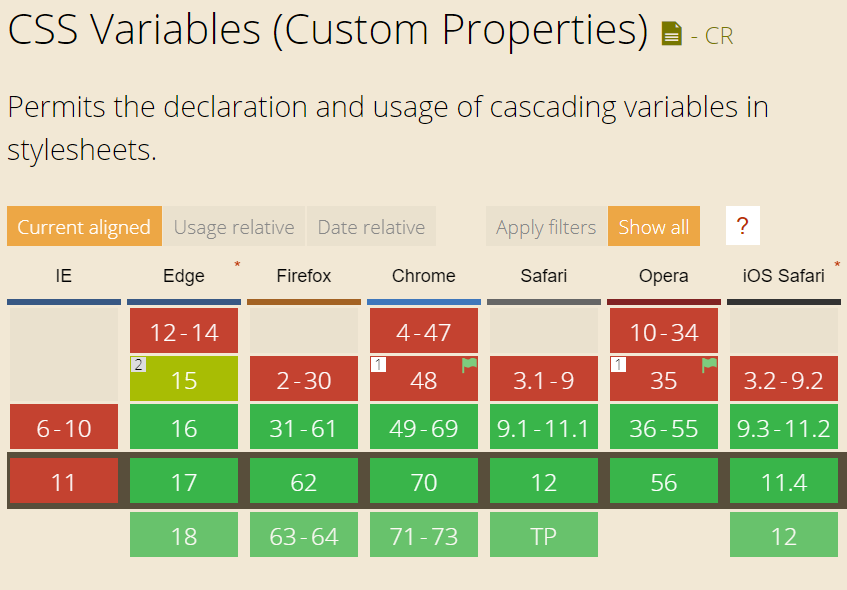 CSS Variables (Custom Properties) - CR
Permits the declaration and usage of cascading variables in
stylesheets.
Current aligned Usage relative Date relative Apply filters Show all ?
IE Edge * Firefox Chrome Safari Opera iOS Safari *
12-14 4-47 10-34
2 15 2-30 1 48 3.1-9 1 35 3.2-9.2
6-10 16 31-61 49-69 9.1-11.1 36-55 9.3-11.2
11 17 62 70 12 56 11.4
18 63-64 71-73 TP 12